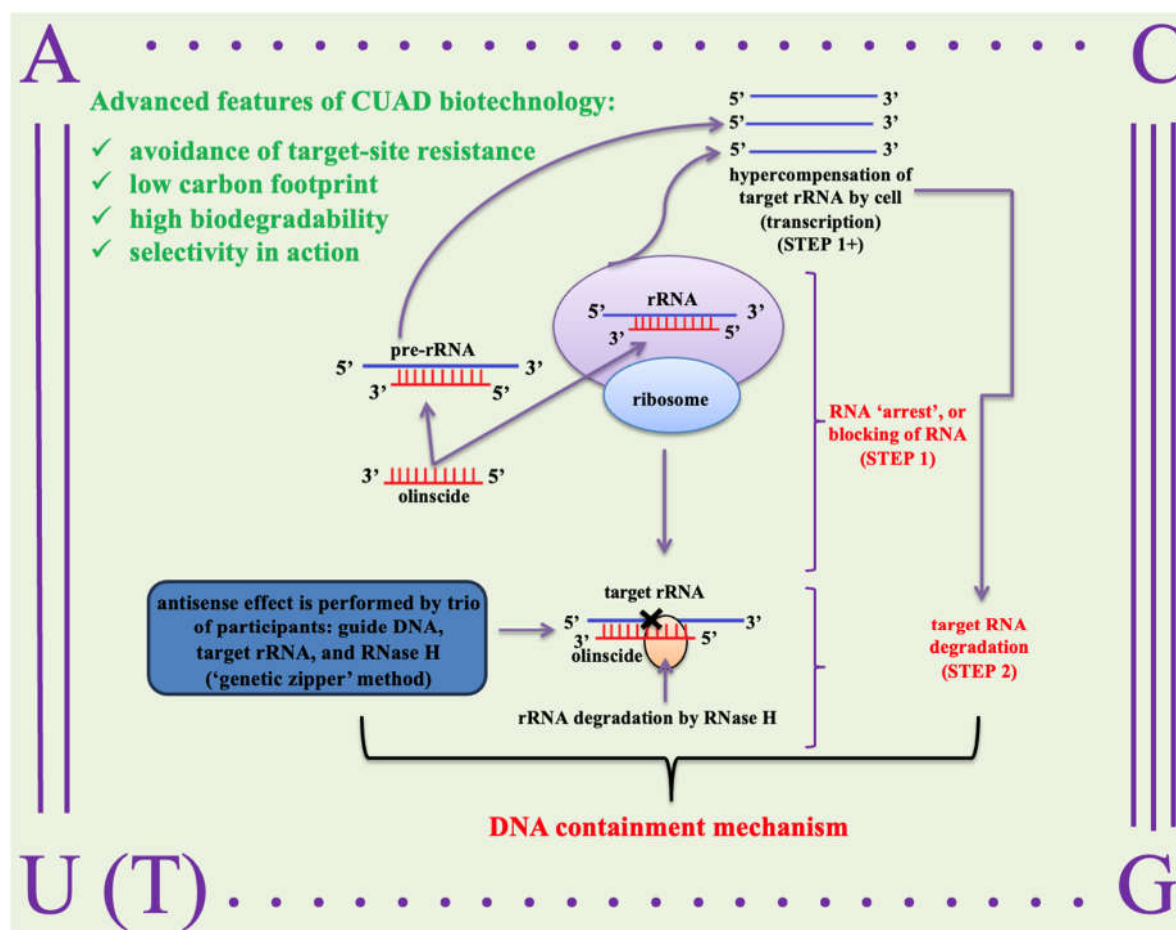 A
C
Advanced features of CUAD biotechnology:
✓ avoidance of target-site resistance
✓ low carbon footprint
✓ high biodegradability
✓ selectivity in action
5’ 3’
5’ 3’
5’ 3’
hypercompensation of
target rRNA by cell
(transcription)
(STEP 1+)
rRNA
5’ 3’
3’ 5’
ribosome
pre-rRNA
5’ 3’
3’ 5’
3’ 5’
olinscide
RNA ‘arrest’, or
blocking of RNA
(STEP 1)
antisense effect is performed by trio
of participants: guide DNA,
target rRNA, and RNase H
(‘genetic zipper’ method)
target rRNA
5’ 3’
3’ 5’
olinscide
rRNA degradation by RNase H
target RNA
degradation
(STEP 2)
DNA containment mechanism
U (T)
G